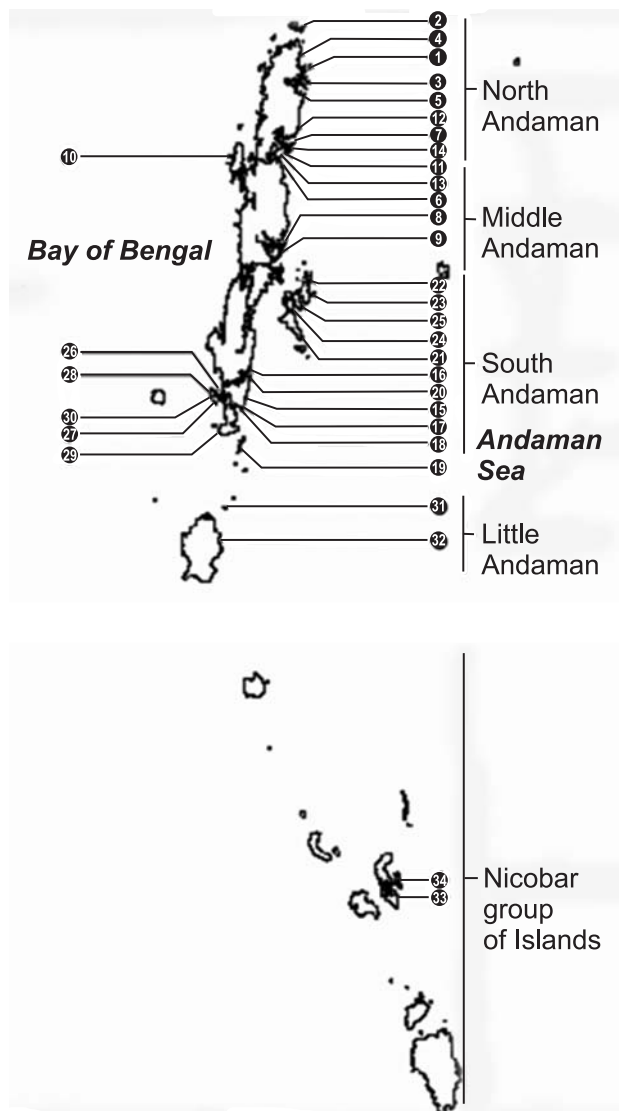 2
4
1
3
5
North
Andaman
12
7
14
10
11
13
6
8
Middle
Andaman
9
Bay of Bengal
22
23
25
24
21
26
16
South
Andaman
28
20
30
15
27
17
18
29
19
Andaman
Sea
31
32
Little
Andaman
34
33
Nicobar
group
of Islands